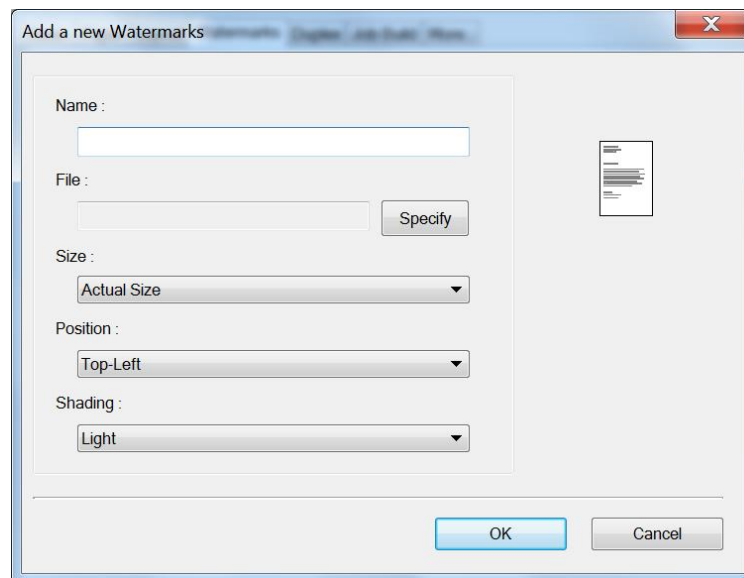 Add a new Watermarks
Name :
File :
Specify
Size :
Actual Size
Position :
Top-Left
Shading :
Light
OK
Cancel